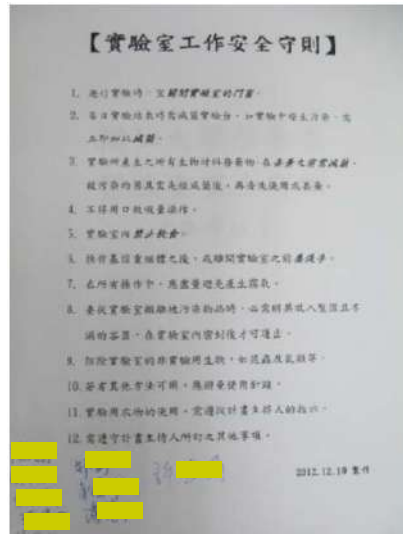 【實驗室工作安全守則】
1. 進行實驗時，宜關閉實驗室的門窗。
2. 每日實驗結束時需滅菌實驗台，如實驗中發生污染，需
立即加以滅菌。
3. 實驗所產生之所有生物材料廢棄物，在丟棄之前需滅菌。
被污染的器具需先經滅菌後，再清洗使用或丟棄。
4. 不得用口做吸量操作。
5. 實驗室內禁止飲食。
6. 操作基因重組體之後，或離開實驗室之前要洗手。
7. 在所有操作中，應盡量避免產生霧氣。
8. 要從實驗室搬離被污染物品時，必需將其放入堅固且不
漏的容器，在實驗室內密封後才可運出。
9. 防除實驗室的非實驗用生物，如昆蟲及鼠類等。
10. 若有其他方法可用，應避免使用針筒。
11. 實驗用衣物的使用，需遵從計畫主持人的指示。
12. 需遵守計畫主持人所訂之其他事項。
2012.12.19 製作